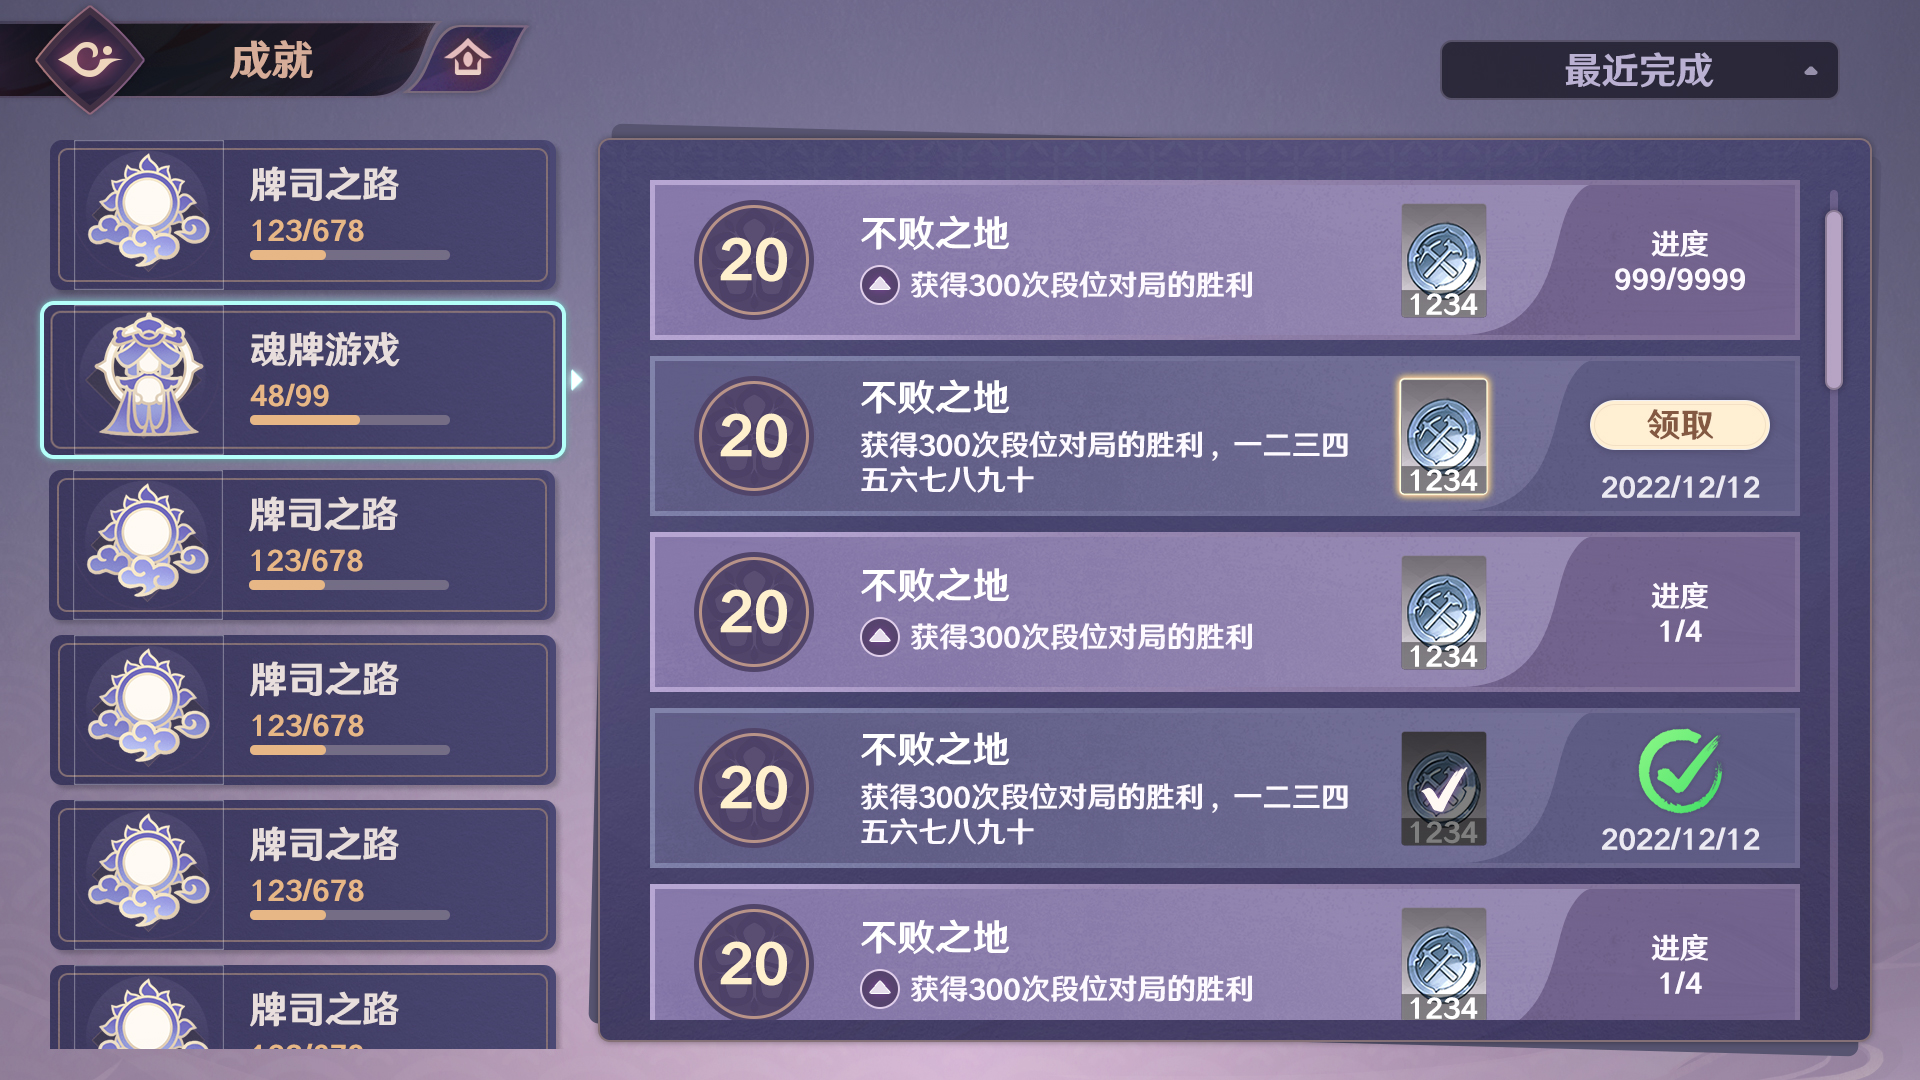 成就
最近完成
牌司之路
123/678
魂牌游戏
48/99
牌司之路
123/678
牌司之路
123/678
牌司之路
123/678
牌司之路
20
不败之地
获得300次段位对局的胜利
1234
进度
999/9999
20
不败之地
获得300次段位对局的胜利，一二三四
五六七八九十
1234
领取
2022/12/12
20
不败之地
获得300次段位对局的胜利
1234
进度
1/4
20
不败之地
获得300次段位对局的胜利，一二三四
五六七八九十
1234
2022/12/12
20
不败之地
获得300次段位对局的胜利
1234
进度
1/4